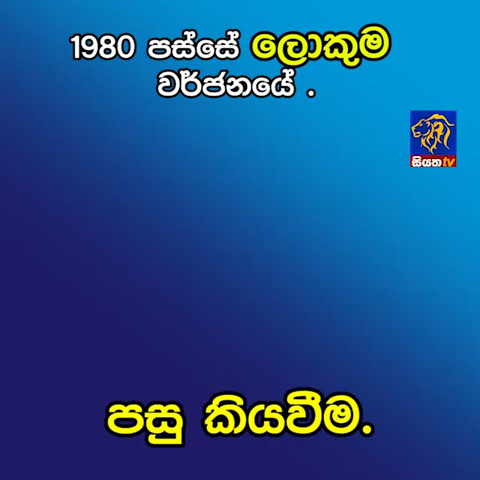 1980 පස්සේ ලොකුම
වර්ජනයේ .
සියත tv
පසු කියවීම.